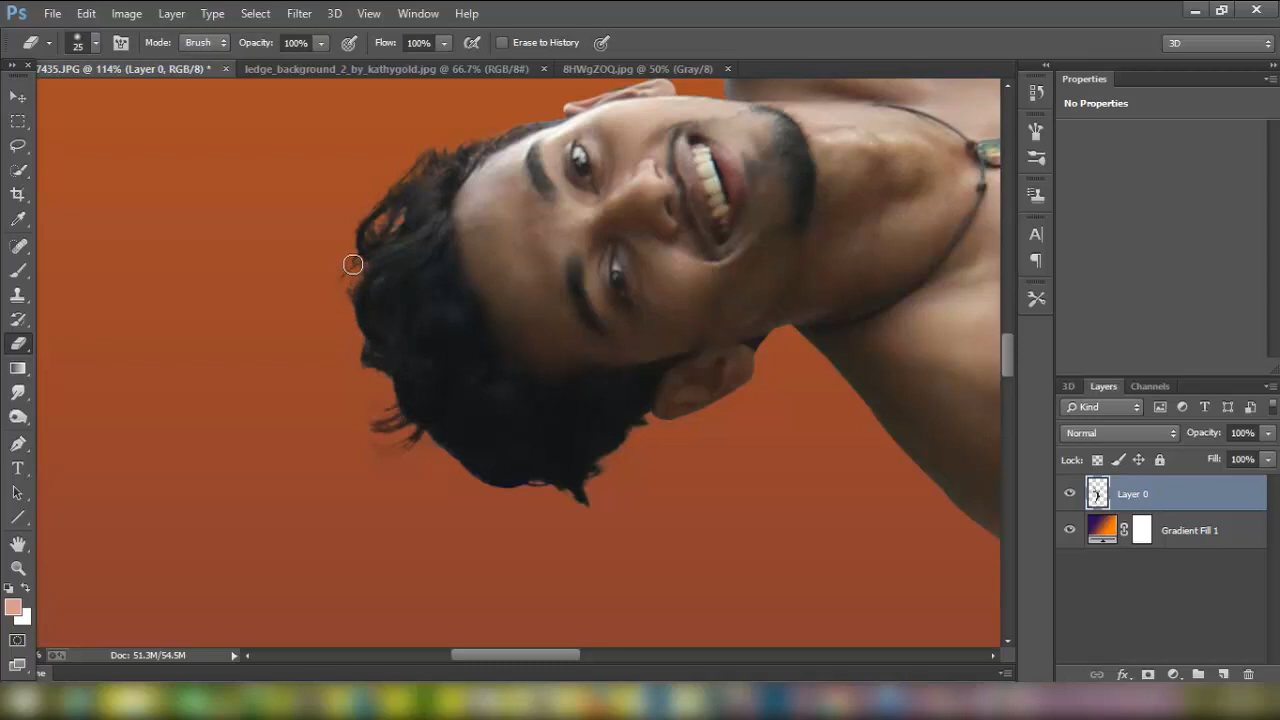 Ps File Edit Image Layer Type Select Filter 3D View Window Help
25 Mode: Brush Opacity: 100% Flow: 100% Erase to History 3D
7435.JPG @ 114% (Layer 0, RGB/8) * × ledge_background_2_by_kathygold.jpg @ 66.7% (RGB/8#) × 8HWgZOQ.jpg @ 50% (Gray/8) ×
Properties
No Properties
3D Layers Channels
Kind
Normal Opacity: 100%
Lock: Fill: 100%
Layer 0
Gradient Fill 1
% Doc: 51.3M/54.5M
ne